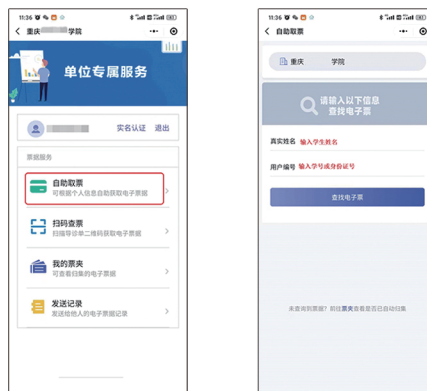 11:36
重庆 学院
单位专属服务
实名认证 退出
票据服务
自助取票
可根据个人信息自助获取电子票据
扫码查票
扫描导诊单二维码获取电子票据
我的票夹
可查看归集的电子票据
发送记录
发送给他人的电子票据记录
11:36
自助取票
重庆 学院
请输入以下信息
查找电子票
真实姓名 输入学生姓名
用户编号 输入学号或身份证号
查找电子票
未查询到票据？前往票夹查看是否已自动归集